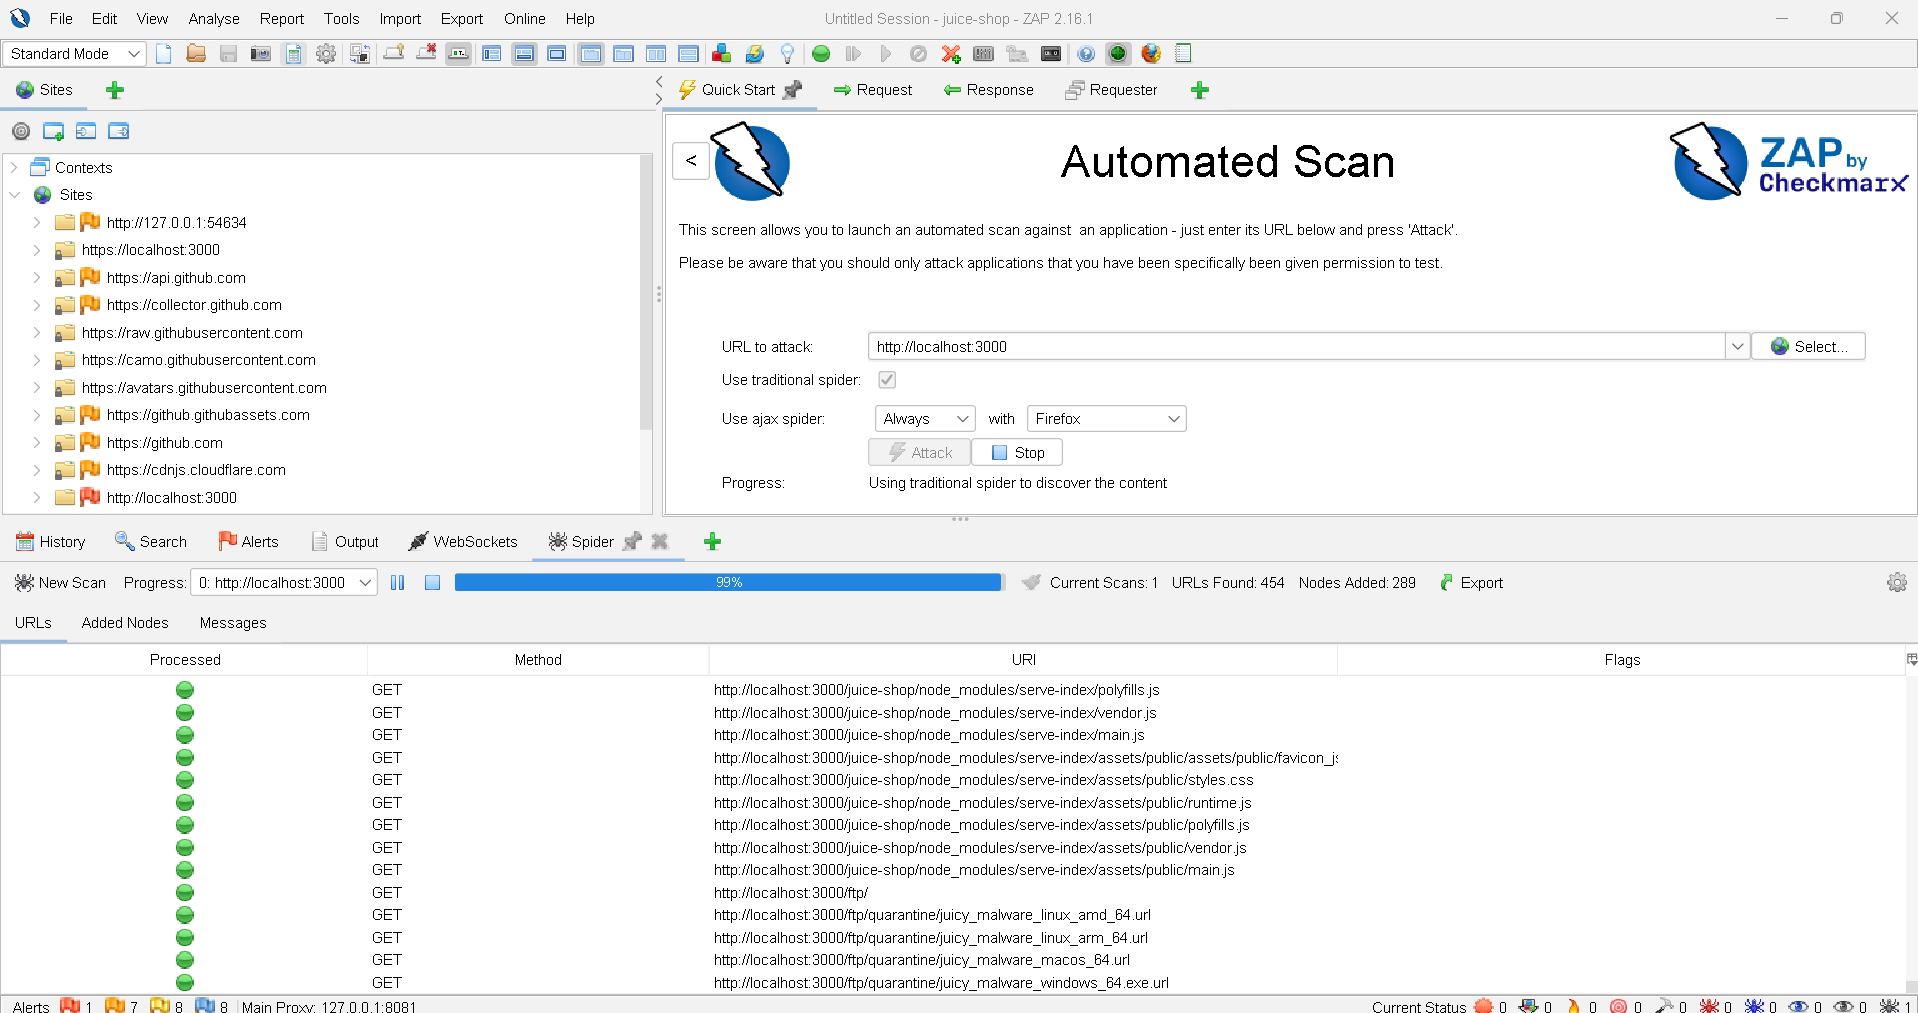 File Edit View Analyse Report Tools Import Export Online Help
Untitled Session - juice-shop - ZAP 2.16.1
Standard Mode
Sites
Quick Start Request Response Requester
<
Automated Scan
ZAP by
Checkmarx
This screen allows you to launch an automated scan against an application - just enter its URL below and press 'Attack'.
Please be aware that you should only attack applications that you have been specifically been given permission to test.
URL to attack: http://localhost:3000 Select...
Use traditional spider:
Use ajax spider: Always with Firefox
Attack Stop
Progress: Using traditional spider to discover the content
Contexts
Sites
http://127.0.0.1:54634
https://localhost:3000
https://api.github.com
https://collector.github.com
https://raw.githubusercontent.com
https://camo.githubusercontent.com
https://avatars.githubusercontent.com
https://github.githubassets.com
https://github.com
https://cdnjs.cloudflare.com
http://localhost:3000
History Search Alerts Output WebSockets Spider
New Scan Progress: 0: http://localhost:3000 99% Current Scans: 1 URLs Found: 454 Nodes Added: 289 Export
URLs Added Nodes Messages
Processed Method URI Flags
GET http://localhost:3000/juice-shop/node_modules/serve-index/polyfills.js
GET http://localhost:3000/juice-shop/node_modules/serve-index/vendor.js
GET http://localhost:3000/juice-shop/node_modules/serve-index/main.js
GET http://localhost:3000/juice-shop/node_modules/serve-index/assets/public/assets/public/favicon_js
GET http://localhost:3000/juice-shop/node_modules/serve-index/assets/public/styles.css
GET http://localhost:3000/juice-shop/node_modules/serve-index/assets/public/runtime.js
GET http://localhost:3000/juice-shop/node_modules/serve-index/assets/public/polyfills.js
GET http://localhost:3000/juice-shop/node_modules/serve-index/assets/public/vendor.js
GET http://localhost:3000/juice-shop/node_modules/serve-index/assets/public/main.js
GET http://localhost:3000/ftp/
GET http://localhost:3000/ftp/quarantine/juicy_malware_linux_amd_64.url
GET http://localhost:3000/ftp/quarantine/juicy_malware_linux_arm_64.url
GET http://localhost:3000/ftp/quarantine/juicy_malware_macos_64.url
GET http://localhost:3000/ftp/quarantine/juicy_malware_windows_64.exe.url
Alerts 1 7 8 8 Main Proxy: 127.0.0.1:8081 Current Status 0 0 0 0 0 0 0 0 0 1